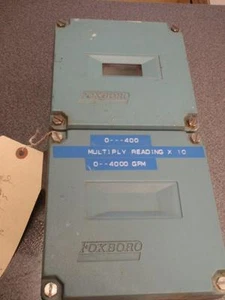 FOXBORO
0---400
MULTIPLY READING X 10
0--4000 GPM
FOXBORO